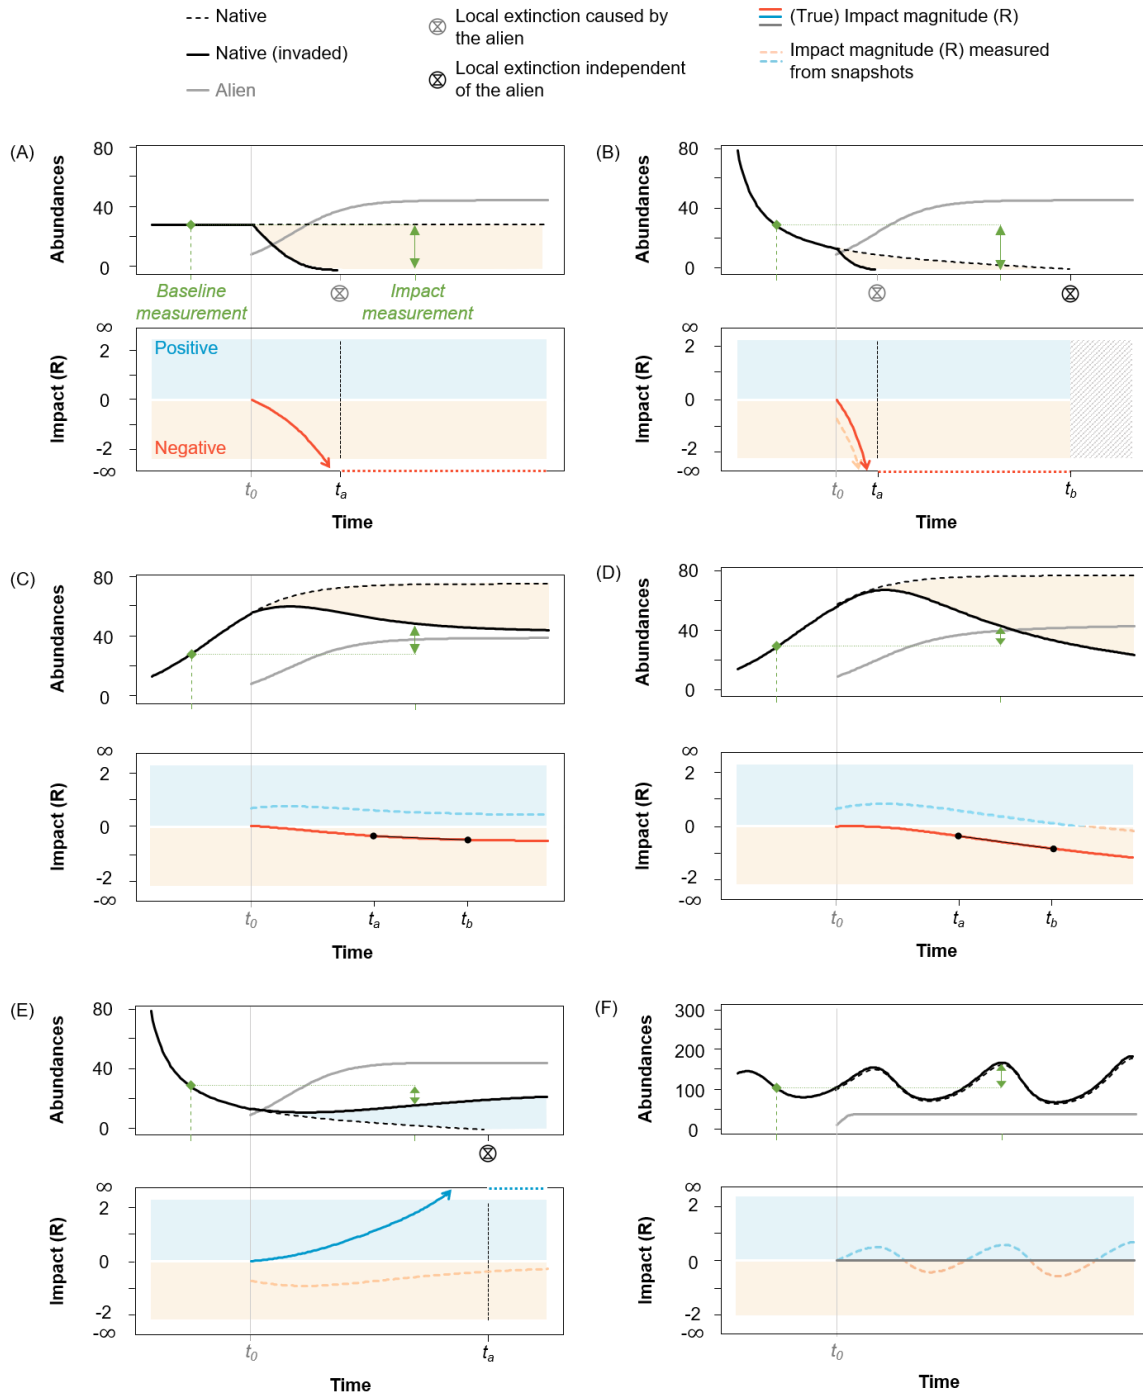 Native
Native (invaded)
Alien
Local extinction caused by
the alien
Local extinction independent
of the alien
(True) Impact magnitude (R)
Impact magnitude (R) measured
from snapshots
(A)
Abundances
80
40
0
Baseline
measurement
Impact
measurement
Impact (R)
∞
2
0
-2
-∞
Positive
Negative
t0
ta
Time
(B)
Abundances
80
40
0
Impact (R)
∞
2
0
-2
-∞
t0
ta
tb
Time
(C)
Abundances
80
40
0
Impact (R)
∞
2
0
-2
-∞
t0
ta
tb
Time
(D)
Abundances
80
40
0
Impact (R)
∞
2
0
-2
-∞
t0
ta
tb
Time
(E)
Abundances
80
40
0
Impact (R)
∞
2
0
-2
-∞
t0
ta
Time
(F)
Abundances
300
200
100
0
Impact (R)
∞
2
0
-2
-∞
t0
Time